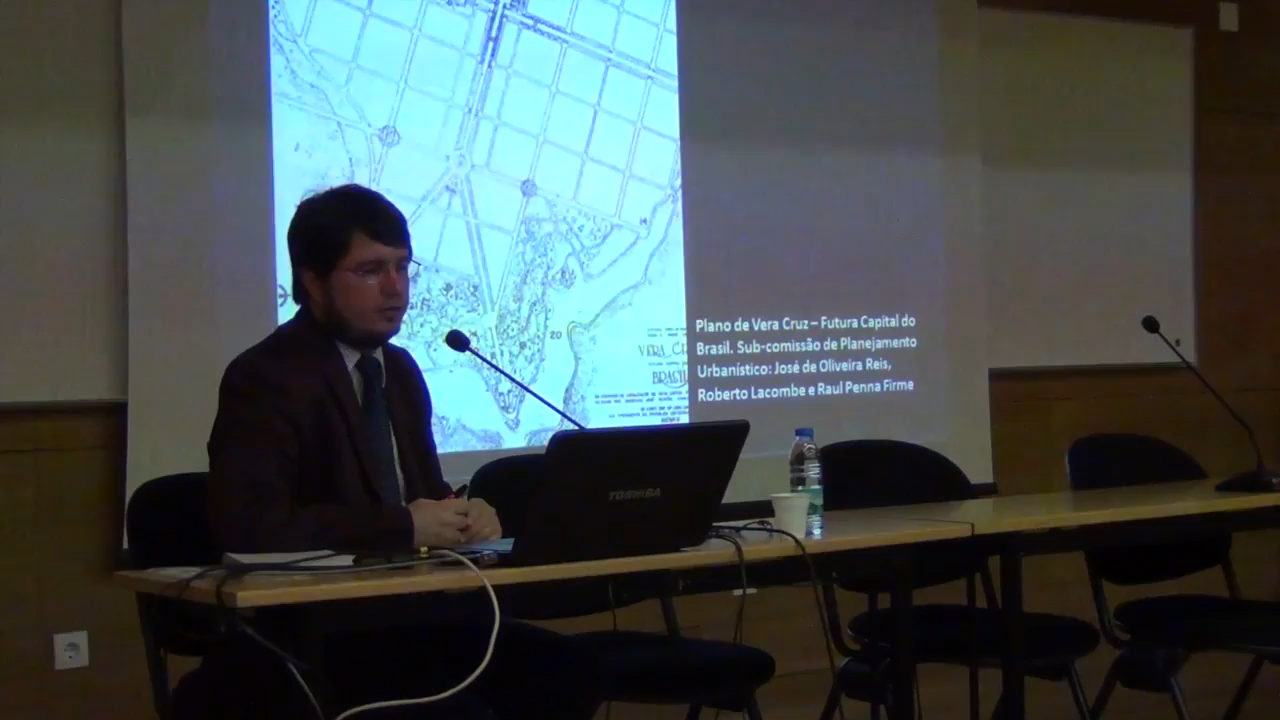 Plano de Vera Cruz – Futura Capital do
Brasil. Sub-comissão de Planejamento
Urbanístico: José de Oliveira Reis,
Roberto Lacombe e Raul Penna Firme
VERA
BRASIL
20
TOSHIBA